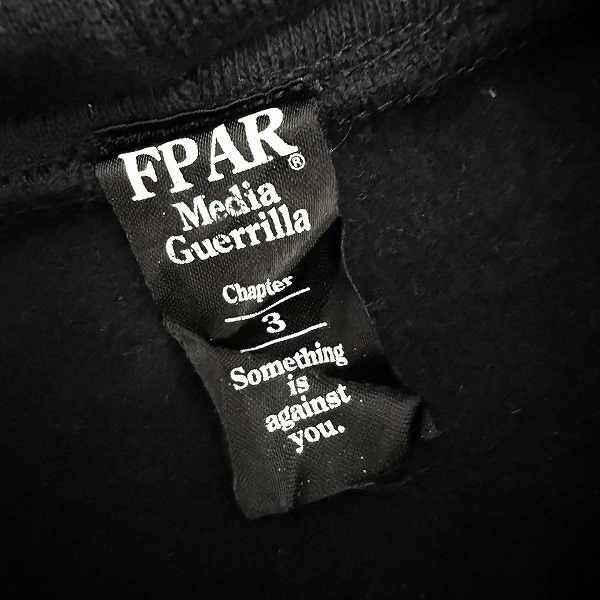 FPAR®
Media
Guerrilla
Chapter
3
Something
is
against
you.